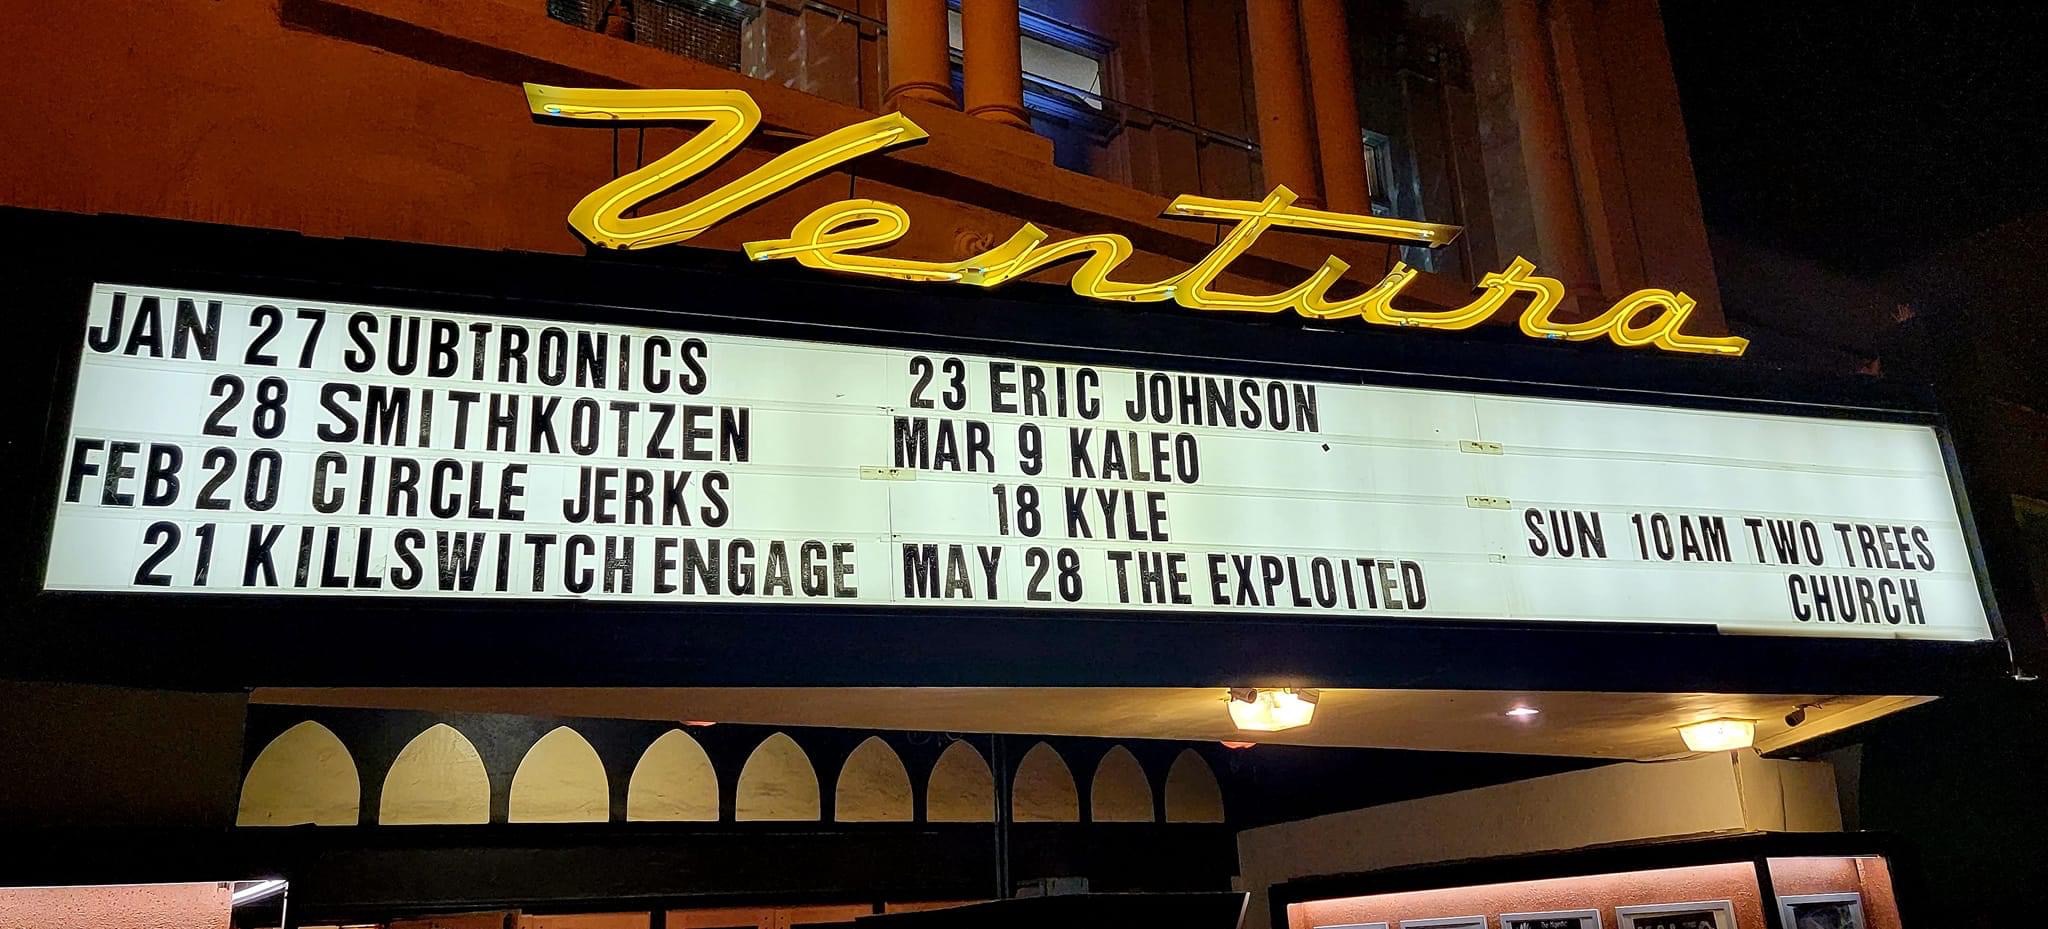 Ventura
JAN 27 SUBTRONICS
28 SMITHKOTZEN
FEB 20 CIRCLE JERKS
21 KILLSWITCH ENGAGE
23 ERIC JOHNSON
MAR 9 KALEO
18 KYLE
MAY 28 THE EXPLOITED
SUN 10AM TWO TREES
CHURCH